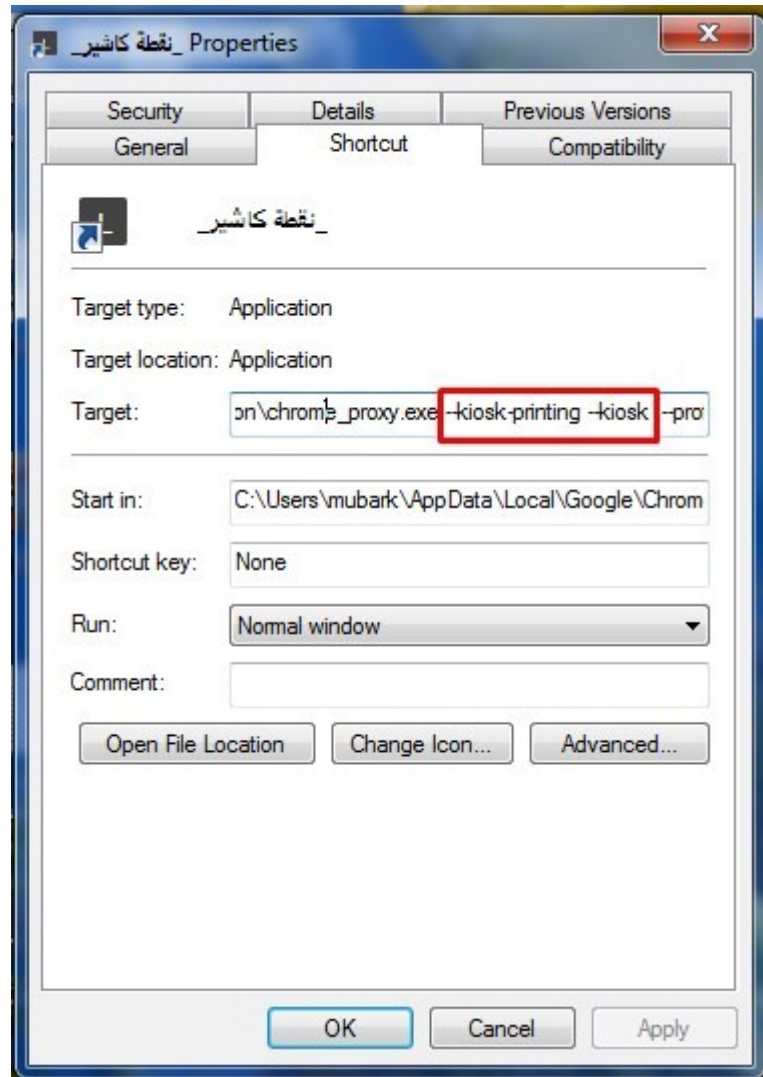 _نقطة كاشير_ Properties
Security Details Previous Versions
General Shortcut Compatibility
_نقطة كاشير_
Target type: Application
Target location: Application
Target: on\chrome_proxy.exe --kiosk-printing --kiosk --pro
Start in: C:\Users\mubark\AppData\Local\Google\Chrom
Shortcut key: None
Run: Normal window
Comment:
Open File Location Change Icon... Advanced...
OK Cancel Apply